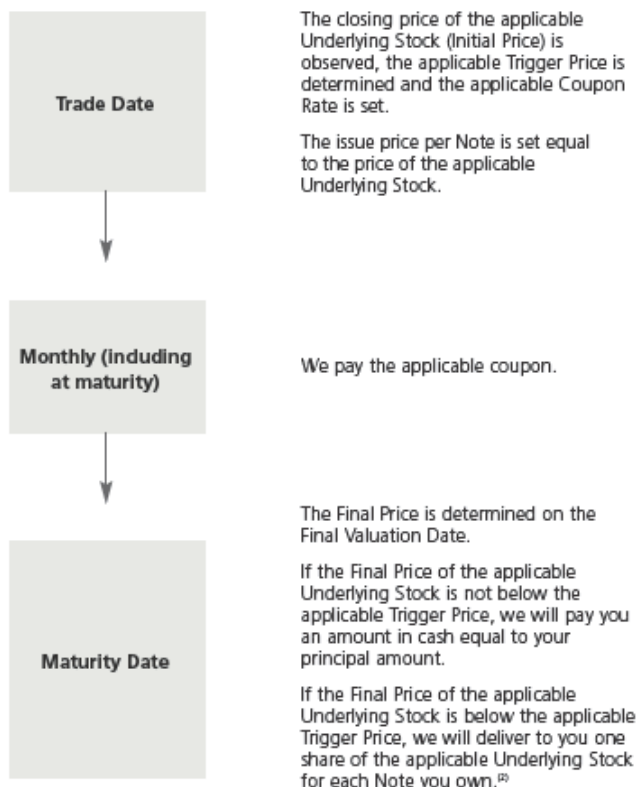 Trade Date
The closing price of the applicable
Underlying Stock (Initial Price) is
observed, the applicable Trigger Price is
determined and the applicable Coupon
Rate is set.
The issue price per Note is set equal
to the price of the applicable
Underlying Stock.
Monthly (including
at maturity)
We pay the applicable coupon.
Maturity Date
The Final Price is determined on the
Final Valuation Date.
If the Final Price of the applicable
Underlying Stock is not below the
applicable Trigger Price, we will pay you
an amount in cash equal to your
principal amount.
If the Final Price of the applicable
Underlying Stock is below the applicable
Trigger Price, we will deliver to you one
share of the applicable Underlying Stock
for each Note you own.(2)